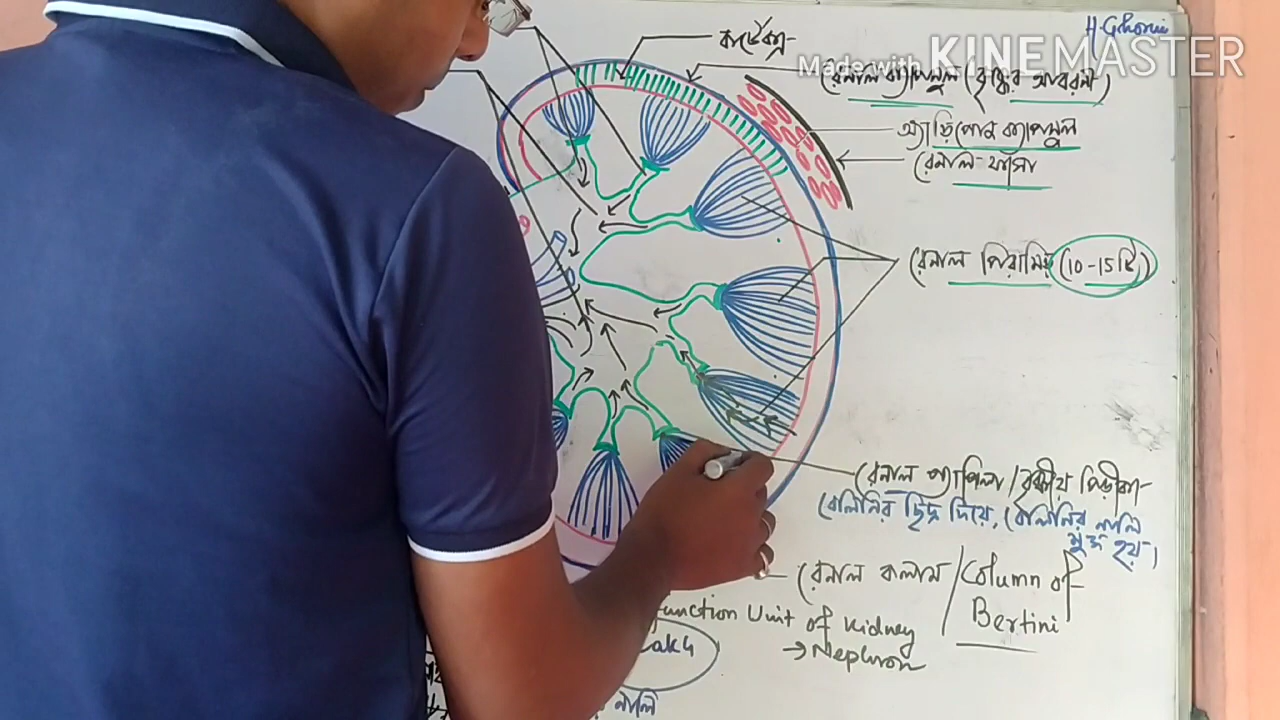 H. Ghorui
Made with KINEMASTER
কর্টেক্স
রেনাল ক্যাপসুল (বৃক্কের আবরণী)
অ্যাডিপোজ ক্যাপসুল
রেনাল ফাঁসা
রেনাল পিরামিড (10-15টি)
রেনাল প্যাপিলা / বৃক্কীয় পিড়িকা
বেলিনির ছিদ্র দিয়ে, বেলিনির নালি
মুক্ত হয়।
রেনাল কলাম / Column of
Bertini
function Unit of kidney
→ Nephron
নালি